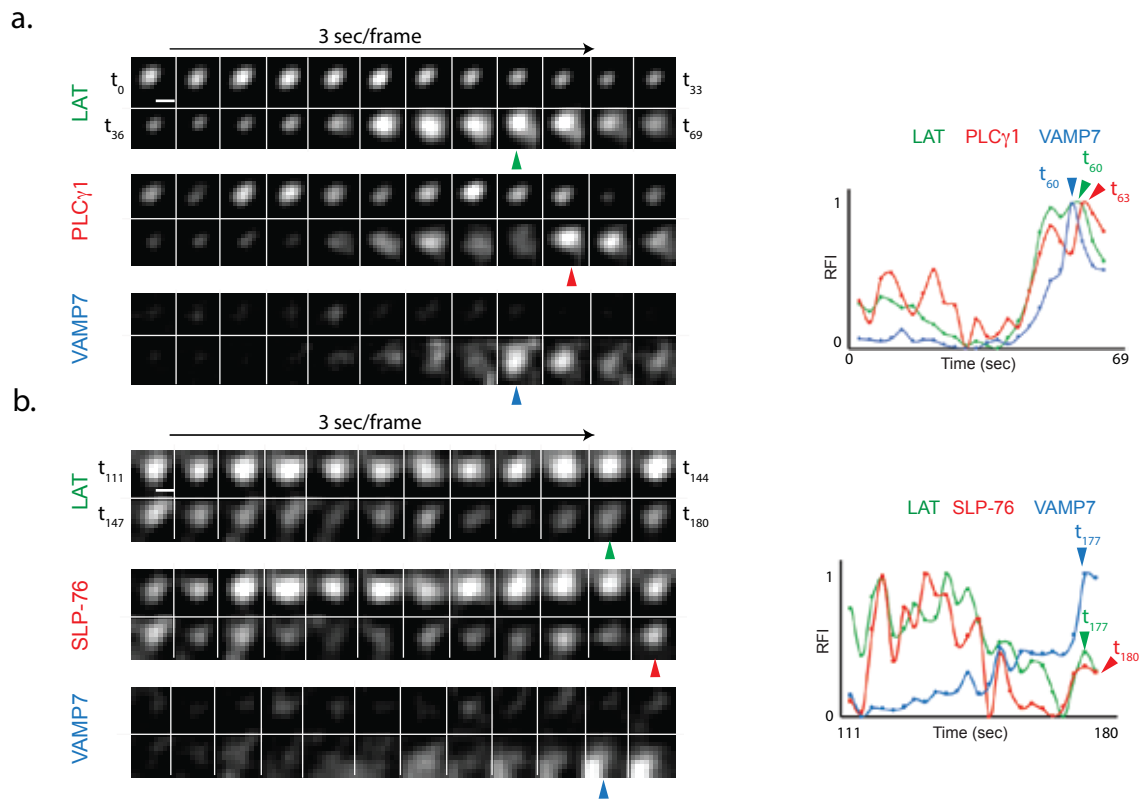 a.
3 sec/frame
LAT
t0
t33
t36
t69
PLCγ1
VAMP7
LAT PLCγ1 VAMP7
t60
t60
t63
1
RFI
0
0
Time (sec)
69
b.
3 sec/frame
LAT
t111
t144
t147
t180
SLP-76
VAMP7
LAT SLP-76 VAMP7
t177
t177
t180
1
RFI
0
111
Time (sec)
180